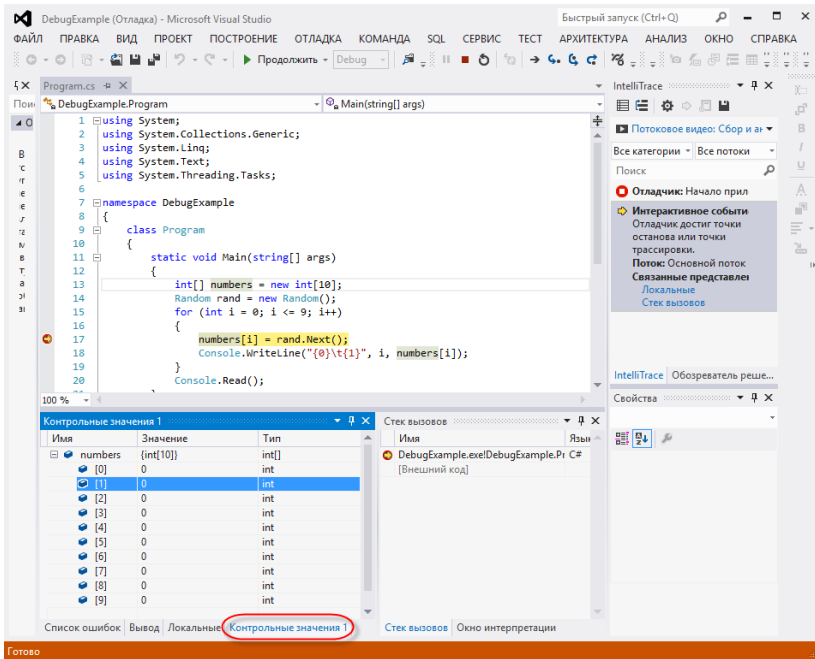 DebugExample (Отладка) - Microsoft Visual Studio
Быстрый запуск (Ctrl+Q)
ФАЙЛ ПРАВКА ВИД ПРОЕКТ ПОСТРОЕНИЕ ОТЛАДКА КОМАНДА SQL СЕРВИС ТЕСТ АРХИТЕКТУРА АНАЛИЗ ОКНО СПРАВКА
Продолжить Debug
Program.cs
DebugExample.Program Main(string[] args)
1 using System;
2 using System.Collections.Generic;
3 using System.Linq;
4 using System.Text;
5 using System.Threading.Tasks;
6
7 namespace DebugExample
8 {
9 class Program
10 {
11 static void Main(string[] args)
12 {
13 int[] numbers = new int[10];
14 Random rand = new Random();
15 for (int i = 0; i <= 9; i++)
16 {
17 numbers[i] = rand.Next();
18 Console.WriteLine("{0}\t{1}", i, numbers[i]);
19 }
20 Console.Read();
100 %
IntelliTrace
Потоковое видео: Сбор и ан
Все категории Все потоки
Поиск
Отладчик: Начало прил
Интерактивное событи
Отладчик достиг точки
останова или точки
трассировки.
Поток: Основной поток
Связанные представлен
Локальные
Стек вызовов
IntelliTrace Обозреватель реше...
Свойства
Контрольные значения 1
Имя Значение Тип
numbers {int[10]} int[]
[0] 0 int
[1] 0 int
[2] 0 int
[3] 0 int
[4] 0 int
[5] 0 int
[6] 0 int
[7] 0 int
[8] 0 int
[9] 0 int
Список ошибок Вывод Локальные Контрольные значения 1
Стек вызовов
Имя Язык
DebugExample.exe!DebugExample.Pr C#
[Внешний код]
Стек вызовов Окно интерпретации
Готово